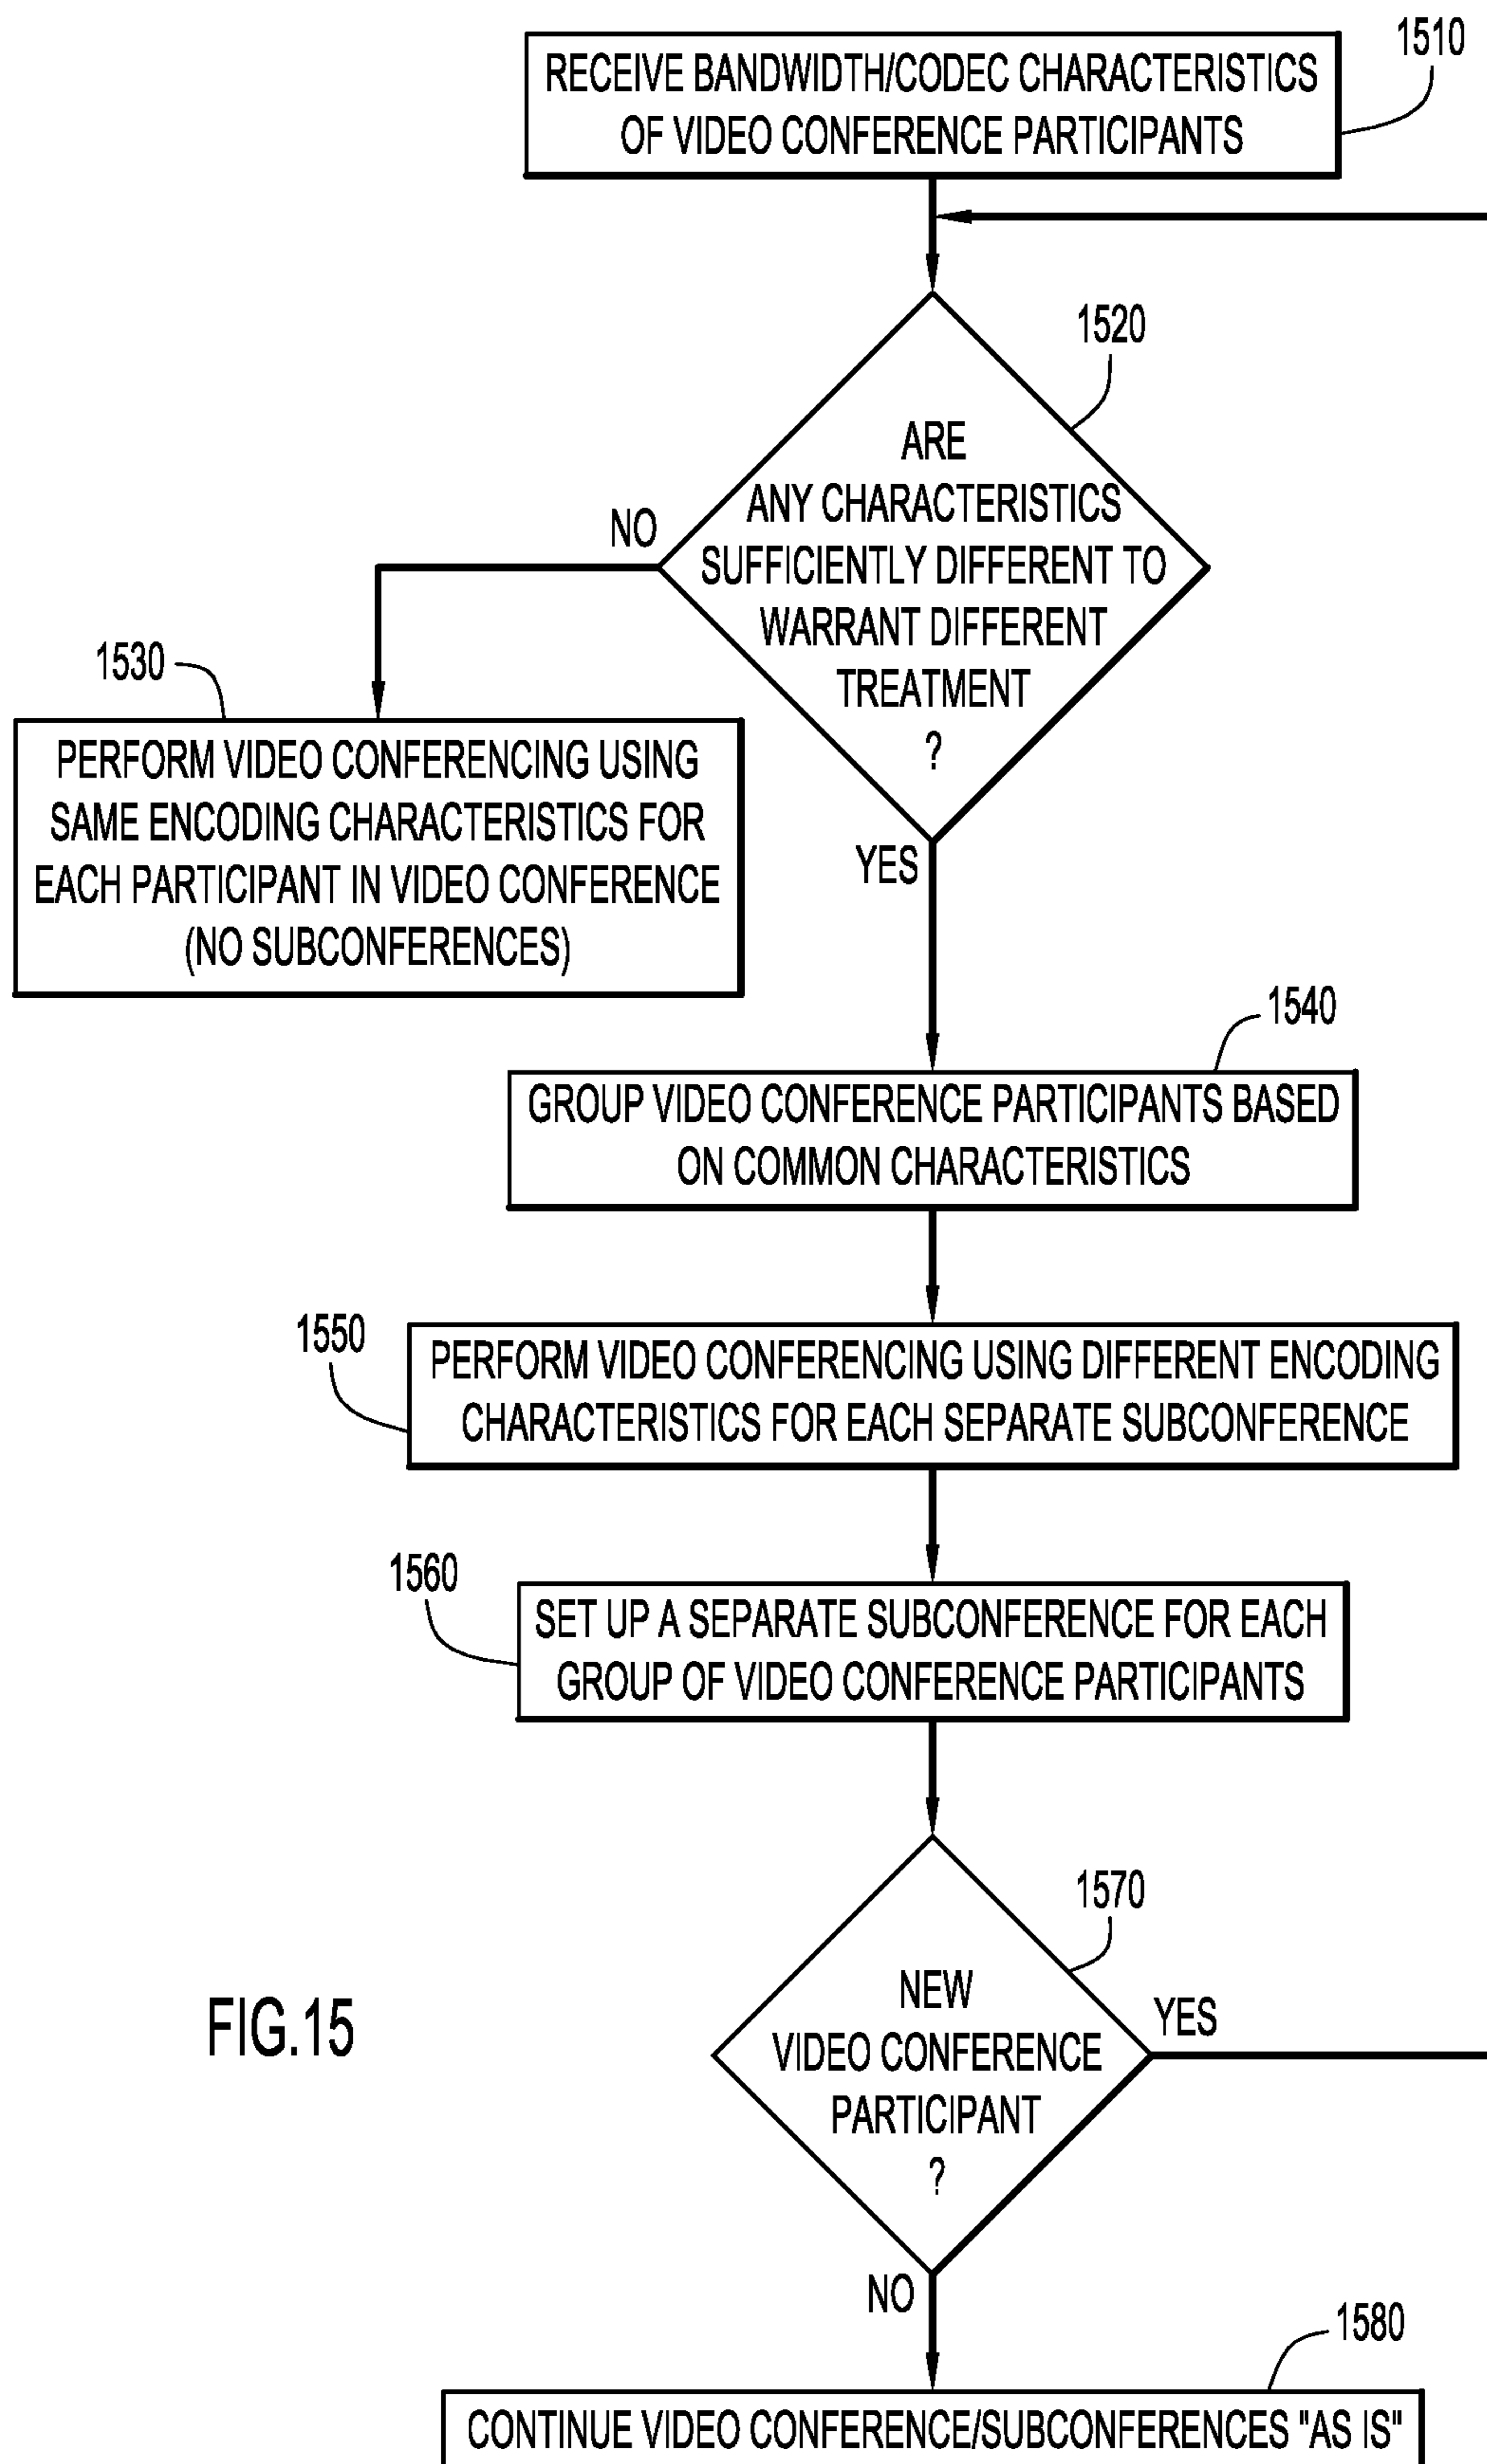 1510
RECEIVE BANDWIDTH/CODEC CHARACTERISTICS
OF VIDEO CONFERENCE PARTICIPANTS
1520
ARE
ANY CHARACTERISTICS
SUFFICIENTLY DIFFERENT TO
WARRANT DIFFERENT
TREATMENT
?
NO
YES
1530
PERFORM VIDEO CONFERENCING USING
SAME ENCODING CHARACTERISTICS FOR
EACH PARTICIPANT IN VIDEO CONFERENCE
(NO SUBCONFERENCES)
1540
GROUP VIDEO CONFERENCE PARTICIPANTS BASED
ON COMMON CHARACTERISTICS
1550
PERFORM VIDEO CONFERENCING USING DIFFERENT ENCODING
CHARACTERISTICS FOR EACH SEPARATE SUBCONFERENCE
1560
SET UP A SEPARATE SUBCONFERENCE FOR EACH
GROUP OF VIDEO CONFERENCE PARTICIPANTS
1570
NEW
VIDEO CONFERENCE
PARTICIPANT
?
YES
NO
FIG.15
1580
CONTINUE VIDEO CONFERENCE/SUBCONFERENCES "AS IS"